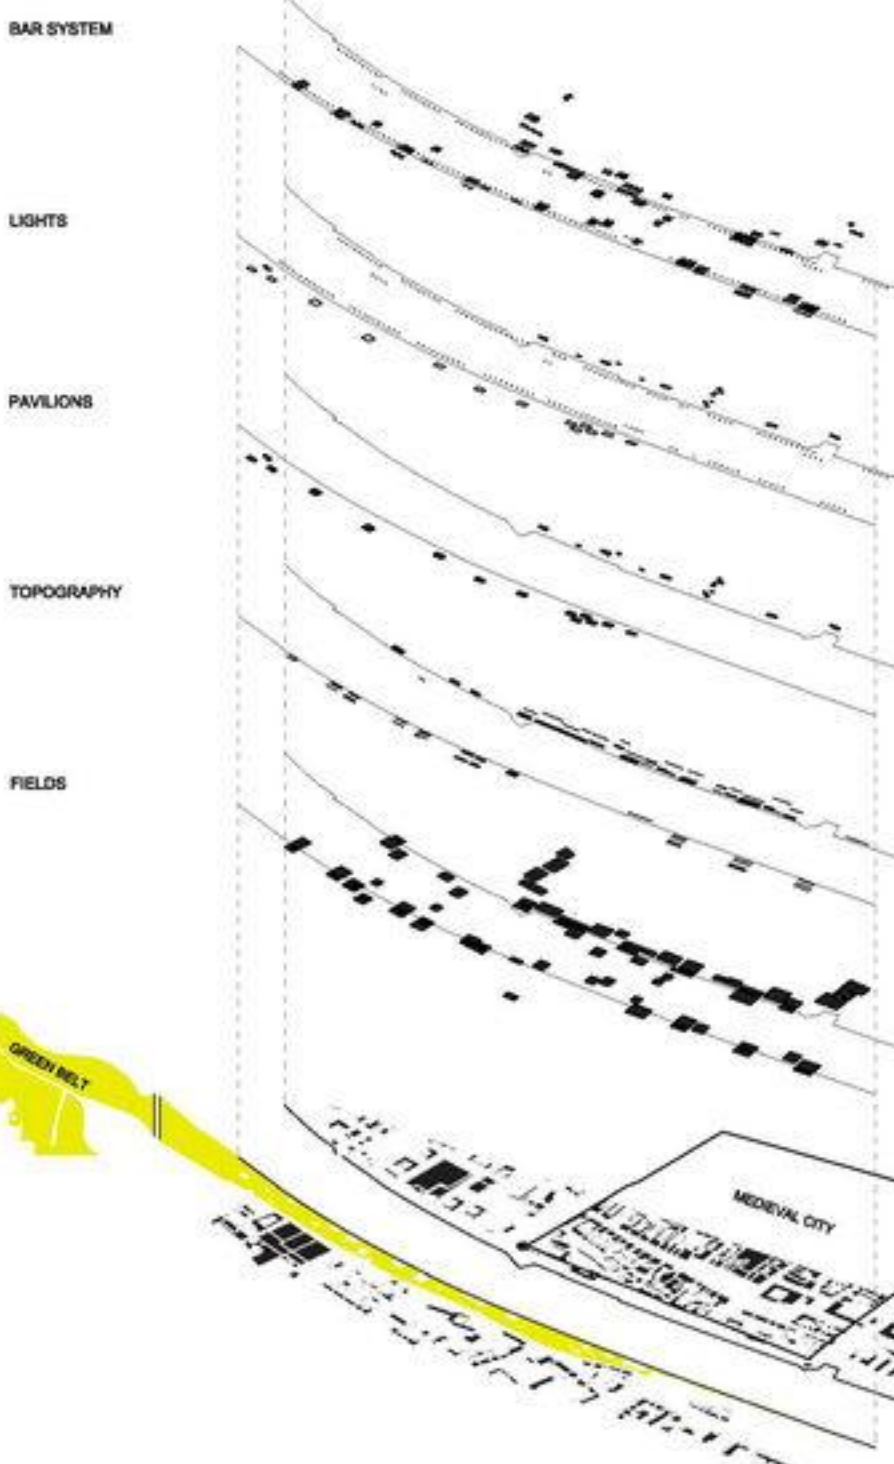 BAR SYSTEM
LIGHTS
PAVILIONS
TOPOGRAPHY
FIELDS
GREEN BELT
MEDIEVAL CITY